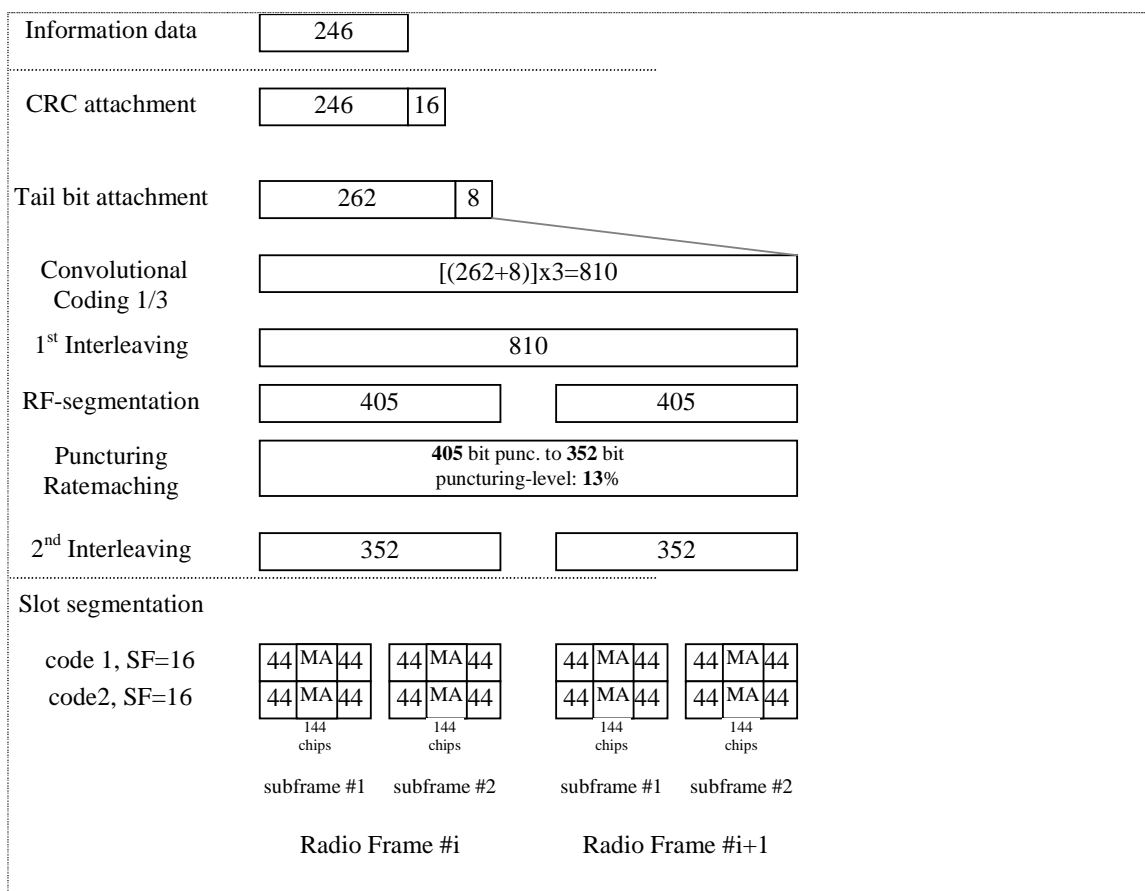 Information data 246
CRC attachment 246 16
Tail bit attachment 262 8
Convolutional
Coding 1/3
[(262+8)]x3=810
1st Interleaving 810
RF-segmentation 405 405
Puncturing
Ratemaching
405 bit punc. to 352 bit
puncturing-level: 13%
2nd Interleaving 352 352
Slot segmentation
code 1, SF=16 44 MA 44 44 MA 44 44 MA 44 44 MA 44
code2, SF=16 44 MA 44 44 MA 44 44 MA 44 44 MA 44
144 144 144 144
chips chips chips chips
subframe #1 subframe #2 subframe #1 subframe #2
Radio Frame #i Radio Frame #i+1